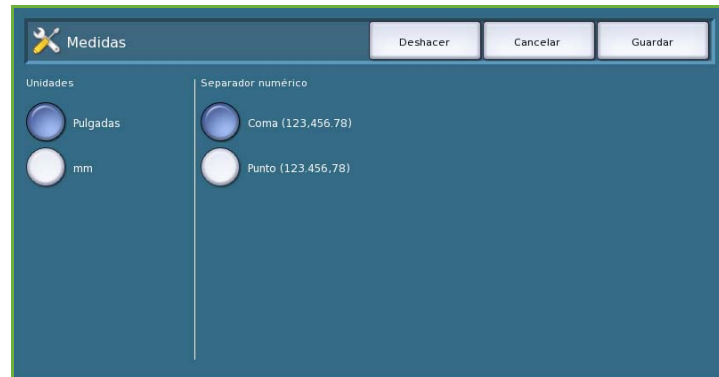 Medidas
Deshacer
Cancelar
Guardar
Unidades
Separador numérico
Pulgadas
Coma (123,456.78)
mm
Punto (123.456,78)